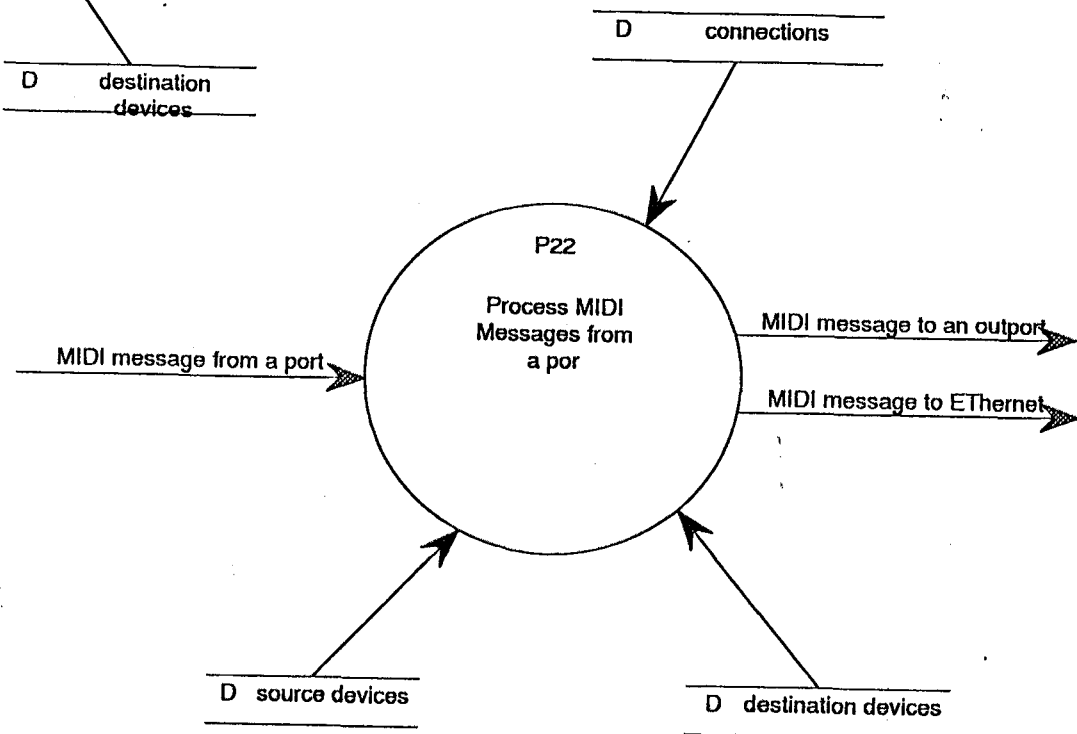 D connections
D destination
devices
P22
Process MIDI
Messages from
a por
MIDI message to an outport
MIDI message from a port
MIDI message to EThernet
D source devices
D destination devices